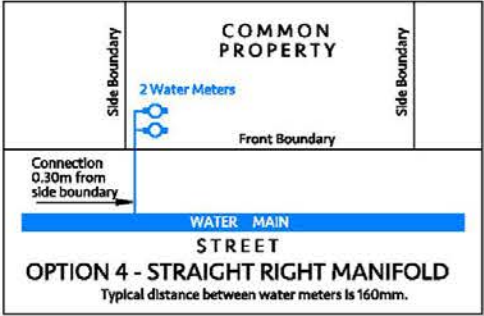 COMMON
PROPERTY
Side Boundary
Side Boundary
2 Water Meters
Front Boundary
Connection
0.30m from
side boundary
WATER MAIN
STREET
OPTION 4 - STRAIGHT RIGHT MANIFOLD
Typical distance between water meters is 160mm.